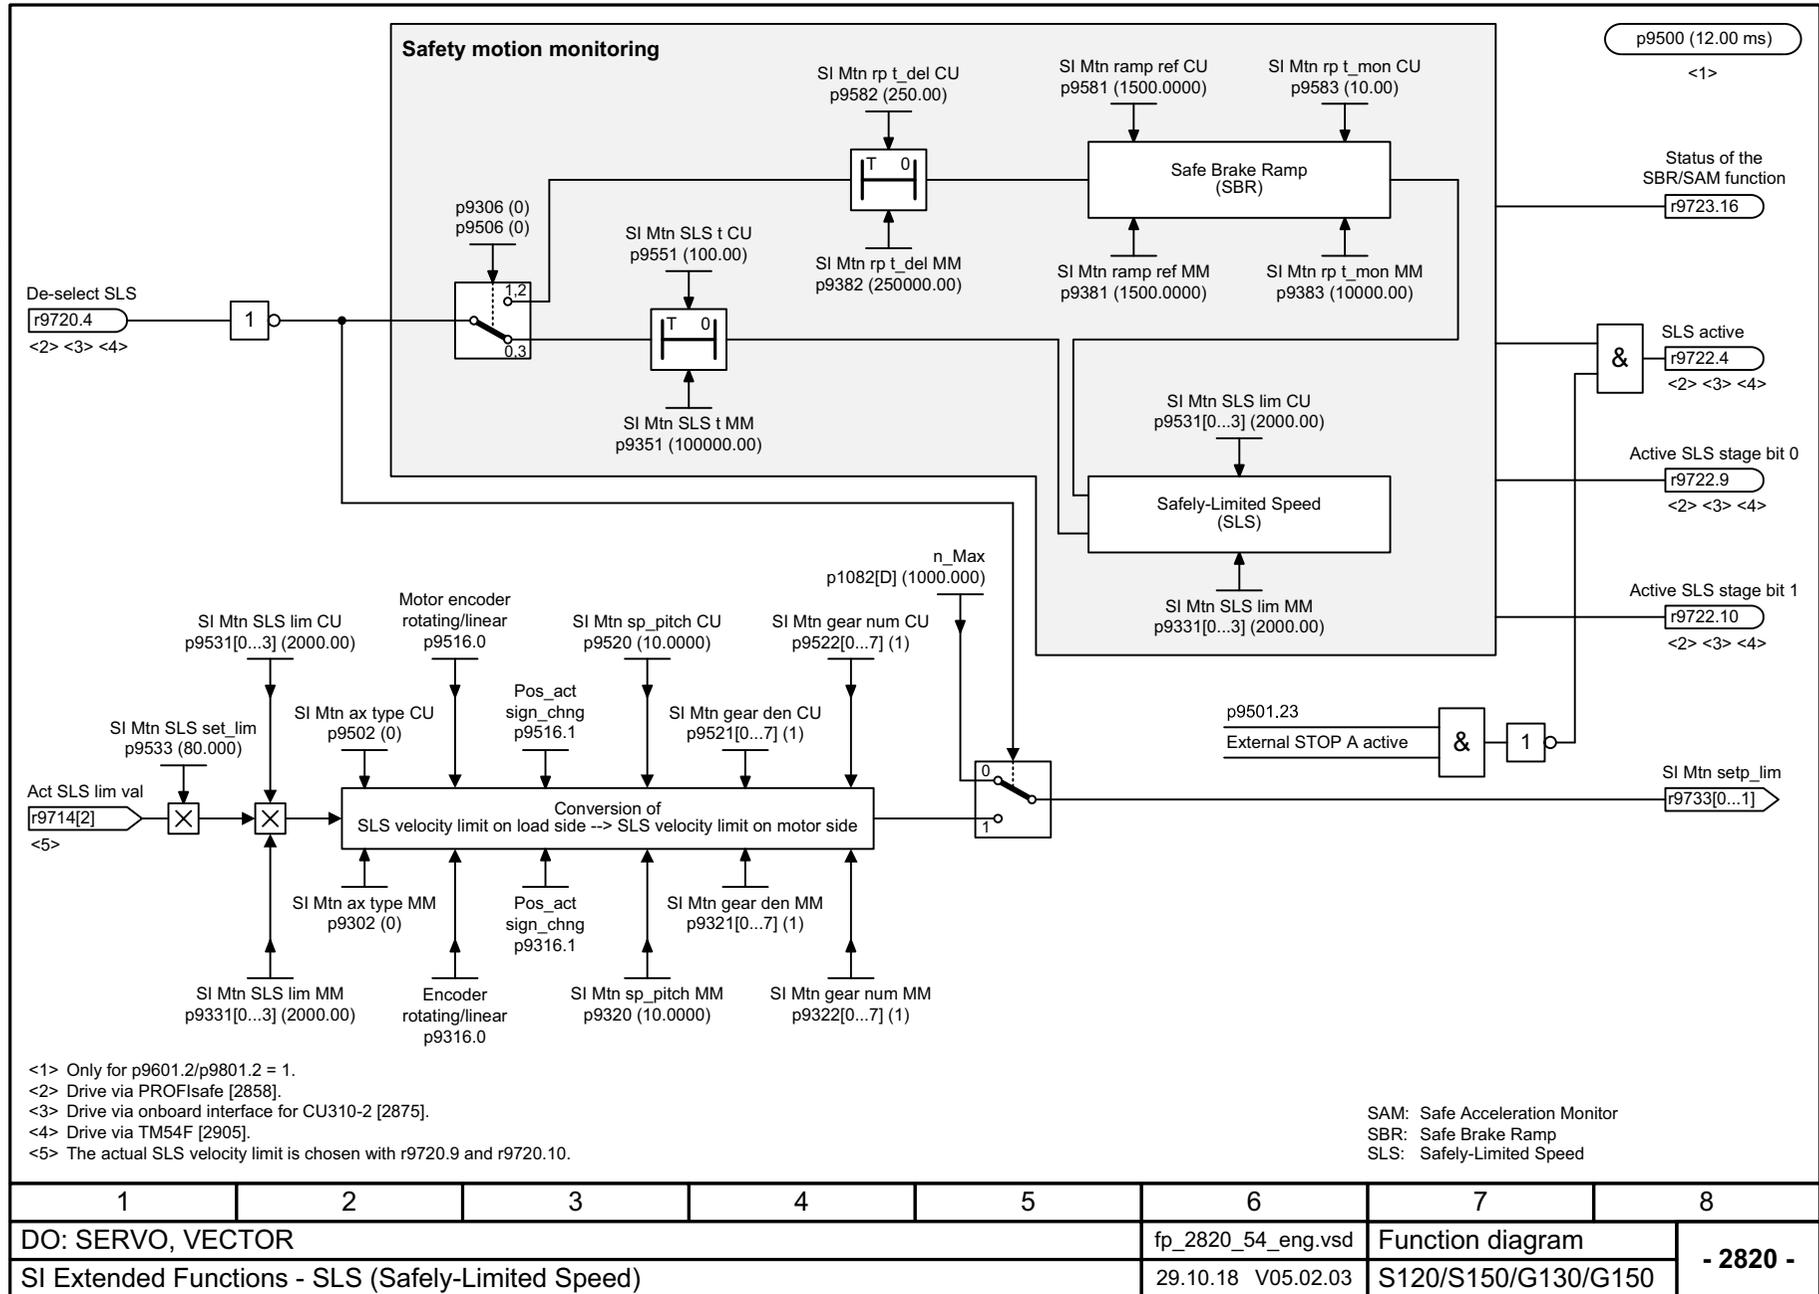 Safety motion monitoring
p9500 (12.00 ms)
<1>
SI Mtn rp t_del CU
p9582 (250.00)
SI Mtn ramp ref CU
p9581 (1500.0000)
SI Mtn rp t_mon CU
p9583 (10.00)
T 0
Safe Brake Ramp
(SBR)
Status of the
SBR/SAM function
r9723.16
p9306 (0)
p9506 (0)
SI Mtn SLS t CU
p9551 (100.00)
SI Mtn rp t_del MM
p9382 (250000.00)
SI Mtn ramp ref MM
p9381 (1500.0000)
SI Mtn rp t_mon MM
p9383 (10000.00)
De-select SLS
r9720.4
<2> <3> <4>
1
1,2
0,3
T 0
SI Mtn SLS t MM
p9351 (100000.00)
&
SLS active
r9722.4
<2> <3> <4>
SI Mtn SLS lim CU
p9531[0...3] (2000.00)
Safely-Limited Speed
(SLS)
SI Mtn SLS lim MM
p9331[0...3] (2000.00)
Active SLS stage bit 0
r9722.9
<2> <3> <4>
Active SLS stage bit 1
r9722.10
<2> <3> <4>
n_Max
p1082[D] (1000.000)
SI Mtn SLS lim CU
p9531[0...3] (2000.00)
Motor encoder
rotating/linear
p9516.0
SI Mtn sp_pitch CU
p9520 (10.0000)
SI Mtn gear num CU
p9522[0...7] (1)
SI Mtn SLS set_lim
p9533 (80.000)
SI Mtn ax type CU
p9502 (0)
Pos_act
sign_chng
p9516.1
SI Mtn gear den CU
p9521[0...7] (1)
p9501.23
External STOP A active
&
1
Act SLS lim val
r9714[2]
<5>
Conversion of
SLS velocity limit on load side --> SLS velocity limit on motor side
0
1
SI Mtn setp_lim
r9733[0...1]
SI Mtn ax type MM
p9302 (0)
Pos_act
sign_chng
p9316.1
SI Mtn gear den MM
p9321[0...7] (1)
SI Mtn SLS lim MM
p9331[0...3] (2000.00)
Encoder
rotating/linear
p9316.0
SI Mtn sp_pitch MM
p9320 (10.0000)
SI Mtn gear num MM
p9322[0...7] (1)
<1> Only for p9601.2/p9801.2 = 1.
<2> Drive via PROFIsafe [2858].
<3> Drive via onboard interface for CU310-2 [2875].
<4> Drive via TM54F [2905].
<5> The actual SLS velocity limit is chosen with r9720.9 and r9720.10.
SAM: Safe Acceleration Monitor
SBR: Safe Brake Ramp
SLS: Safely-Limited Speed
1 2 3 4 5 6 7 8
DO: SERVO, VECTOR
fp_2820_54_eng.vsd
Function diagram
- 2820 -
SI Extended Functions - SLS (Safely-Limited Speed)
29.10.18 V05.02.03
S120/S150/G130/G150